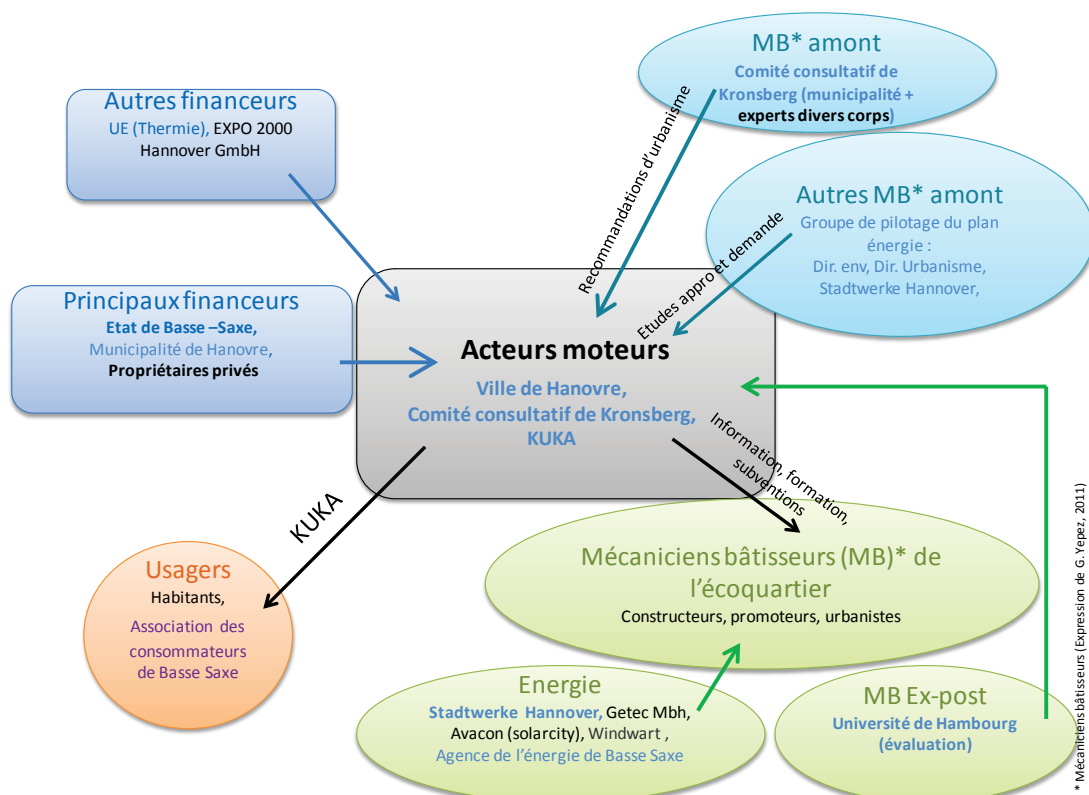 MB* amont
Comité consultatif de
Kronsberg (municipalité +
experts divers corps)
Autres financeurs
UE (Thermie), EXPO 2000
Hannover GmbH
Recommandations d'urbanisme
Autres MB* amont
Groupe de pilotage du plan
énergie :
Dir. env, Dir. Urbanisme,
Stadtwerke Hannover,
Etudes appro et demande
Principaux financeurs
Etat de Basse –Saxe,
Municipalité de Hanovre,
Propriétaires privés
Acteurs moteurs
Ville de Hanovre,
Comité consultatif de Kronsberg,
KUKA
Information, formation,
subventions
KUKA
Usagers
Habitants,
Association des
consommateurs
de Basse Saxe
Mécaniciens bâtisseurs (MB)* de
l'écoquartier
Constructeurs, promoteurs, urbanistes
Energie
Stadtwerke Hannover, Getec Mbh,
Avacon (solarcity), Windwart ,
Agence de l'énergie de Basse Saxe
MB Ex-post
Université de Hambourg
(évaluation)
* Mécaniciens bâtisseurs (Expression de G. Yepez, 2011)